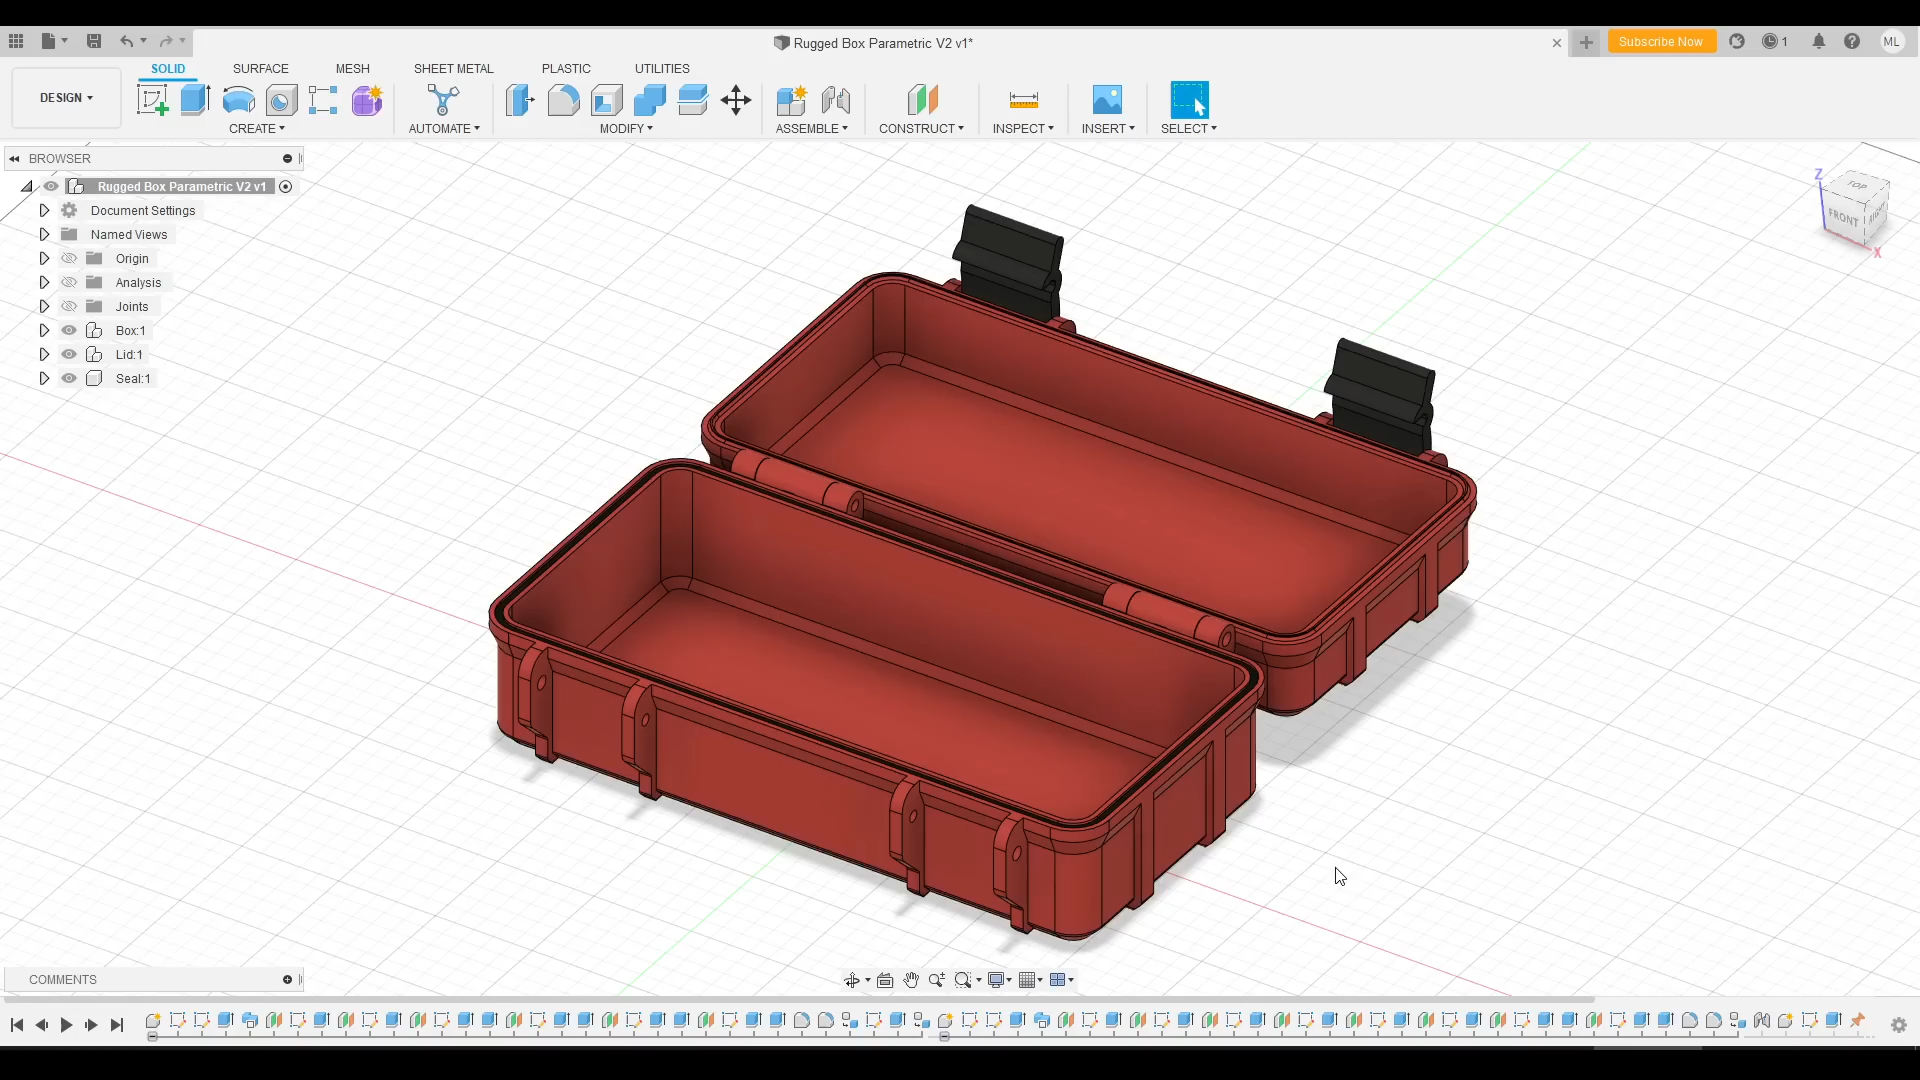 Rugged Box Parametric V2 v1*
Subscribe Now
1
ML
DESIGN
SOLID
SURFACE
MESH
SHEET METAL
PLASTIC
UTILITIES
CREATE
AUTOMATE
MODIFY
ASSEMBLE
CONSTRUCT
INSPECT
INSERT
SELECT
BROWSER
Rugged Box Parametric V2 v1
Document Settings
Named Views
Origin
Analysis
Joints
Box:1
Lid:1
Seal:1
Z
TOP
FRONT
RIGHT
X
COMMENTS